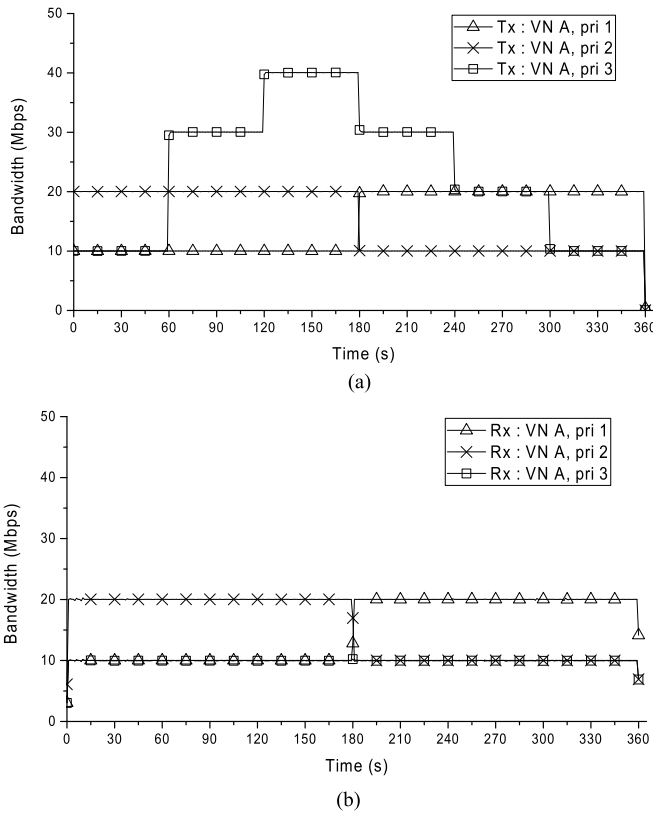 50
40
30
20
10
0
Bandwidth (Mbps)
Tx : VN A, pri 1
Tx : VN A, pri 2
Tx : VN A, pri 3
0 30 60 90 120 150 180 210 240 270 300 330 360
Time (s)
(a)
50
40
30
20
10
0
Bandwidth (Mbps)
Rx : VN A, pri 1
Rx : VN A, pri 2
Rx : VN A, pri 3
0 30 60 90 120 150 180 210 240 270 300 330 360
Time (s)
(b)